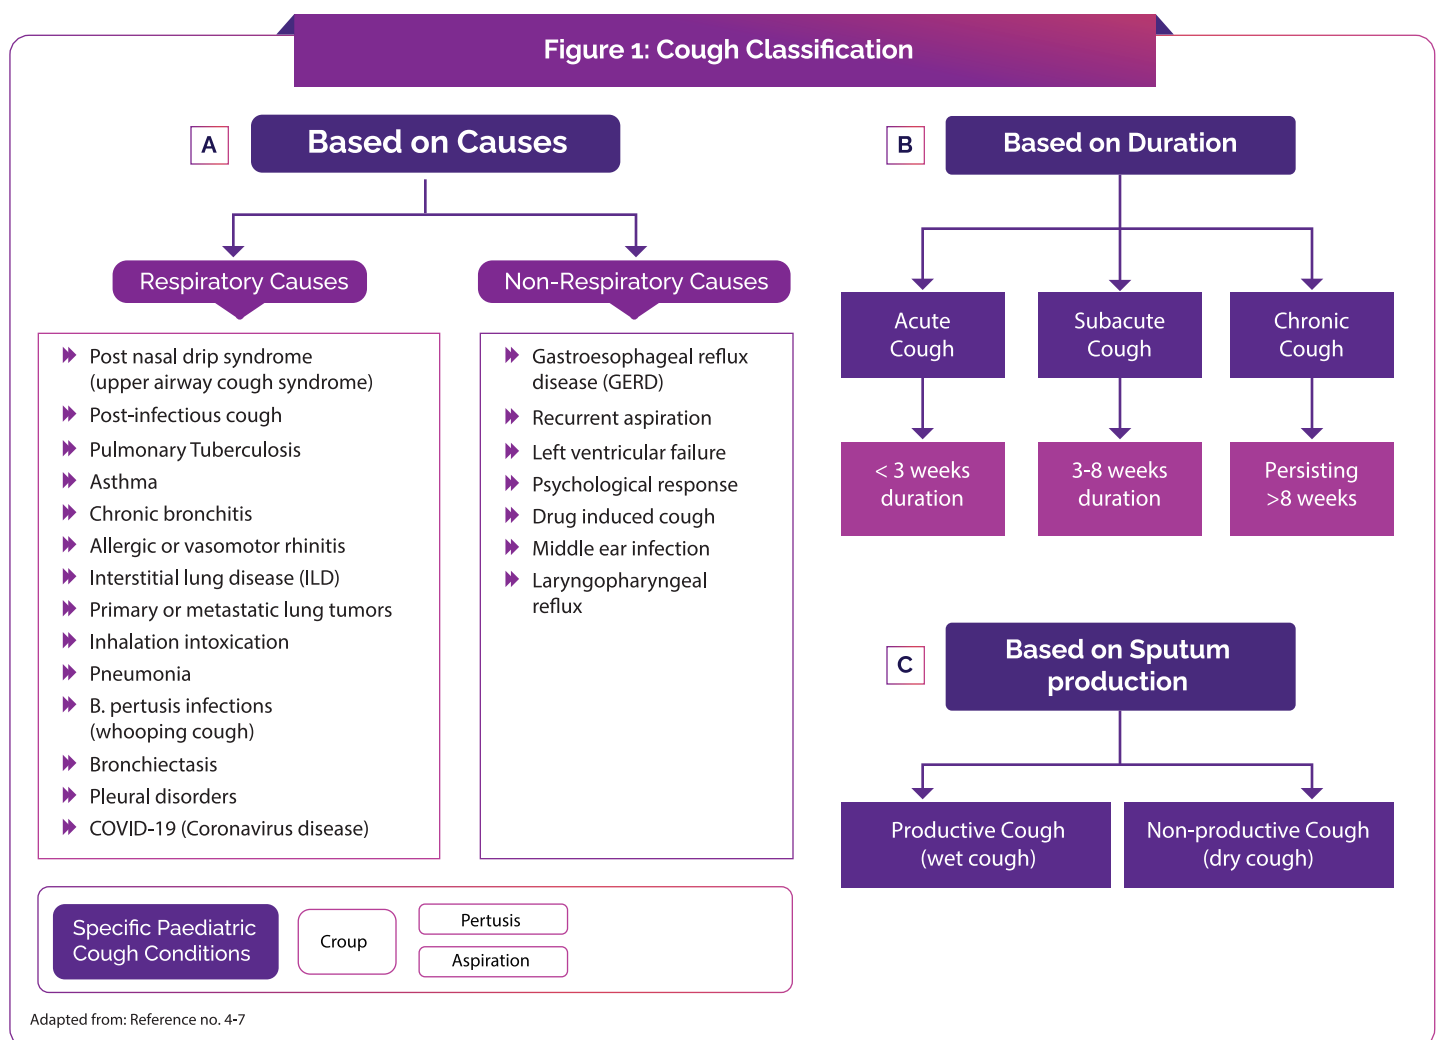 Figure 1: Cough Classification
A
Based on Causes
Respiratory Causes
Post nasal drip syndrome
(upper airway cough syndrome)
Post-infectious cough
Pulmonary Tuberculosis
Asthma
Chronic bronchitis
Allergic or vasomotor rhinitis
Interstitial lung disease (ILD)
Primary or metastatic lung tumors
Inhalation intoxication
Pneumonia
B. pertusis infections
(whooping cough)
Bronchiectasis
Pleural disorders
COVID-19 (Coronavirus disease)
Non-Respiratory Causes
Gastroesophageal reflux
disease (GERD)
Recurrent aspiration
Left ventricular failure
Psychological response
Drug induced cough
Middle ear infection
Laryngopharyngeal
reflux
Specific Paediatric
Cough Conditions
Croup
Pertusis
Aspiration
B
Based on Duration
Acute
Cough
< 3 weeks
duration
Subacute
Cough
3-8 weeks
duration
Chronic
Cough
Persisting
>8 weeks
C
Based on Sputum
production
Productive Cough
(wet cough)
Non-productive Cough
(dry cough)
Adapted from: Reference no. 4-7